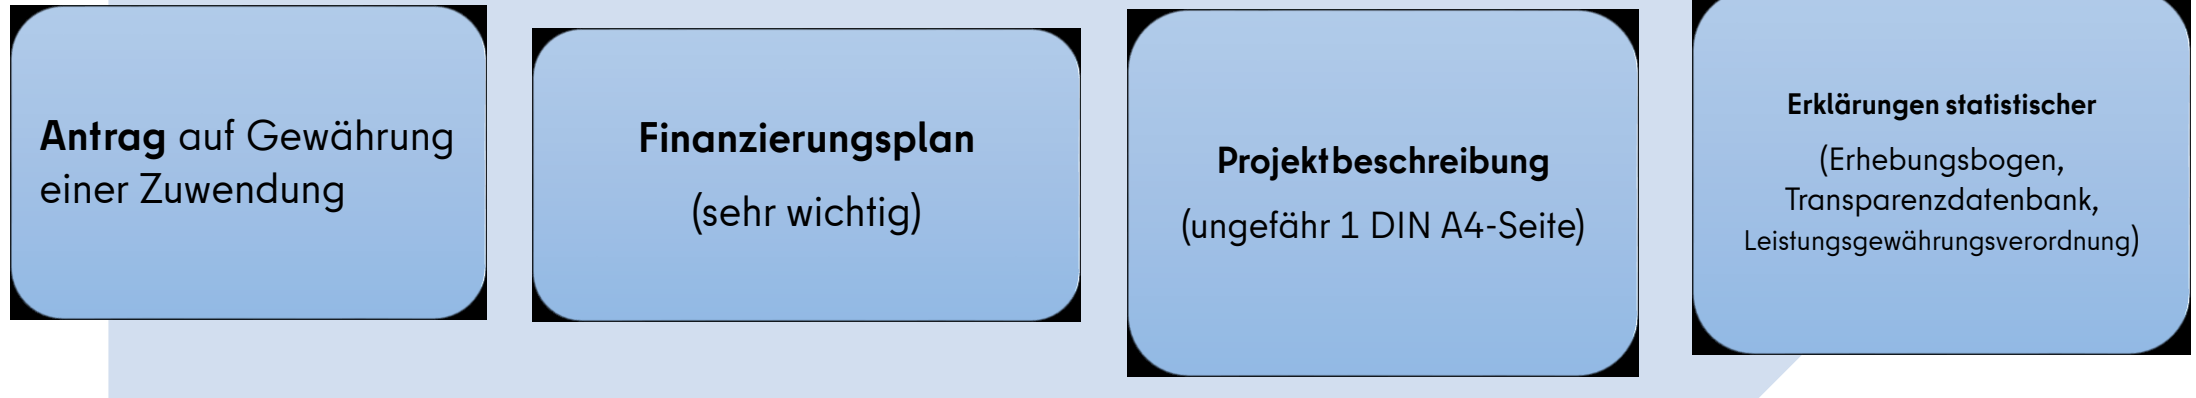 Antrag auf Gewährung
einer Zuwendung
Finanzierungsplan
(sehr wichtig)
Projektbeschreibung
(ungefähr 1 DIN A4-Seite)
Erklärungen statistischer
(Erhebungsbogen,
Transparenzdatenbank,
Leistungsgewährungsverordnung)